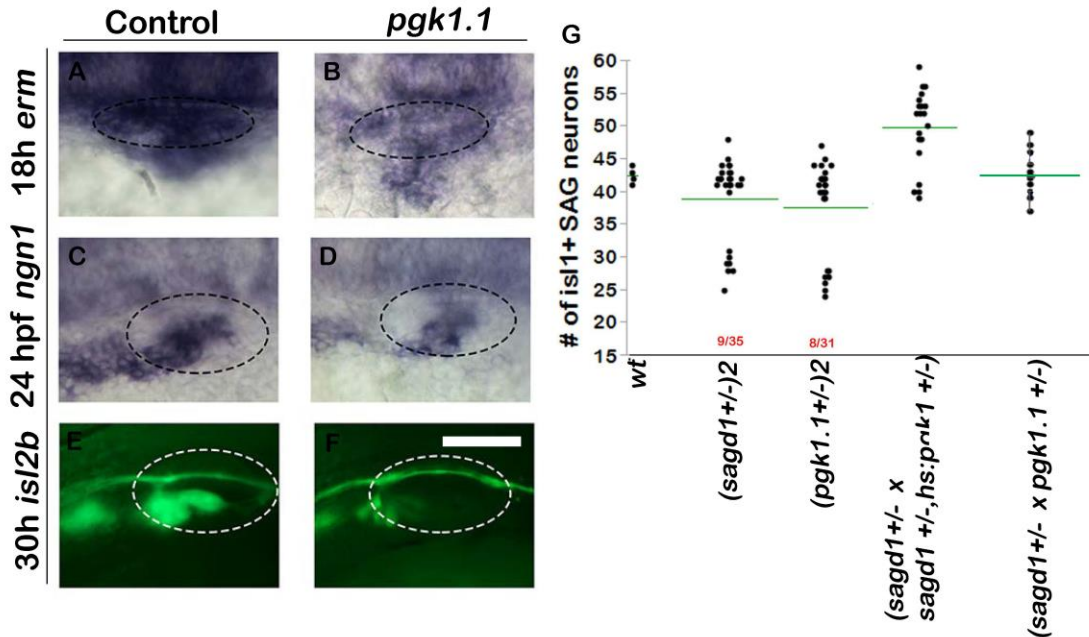 Control
pgk1.1
18h erm
24 hpf ngn1
30h isl2b
A
B
C
D
E
F
G
# of isl1+ SAG neurons
60
55
50
45
40
35
30
25
20
15
9/35
8/31
wt
(sagd1+/-)2
(pgk1.1+/-)2
(sagd1+/- x
sagd1 +/-,hs:pgk1 +/-)
(sagd1+/- x pgk1.1 +/-)